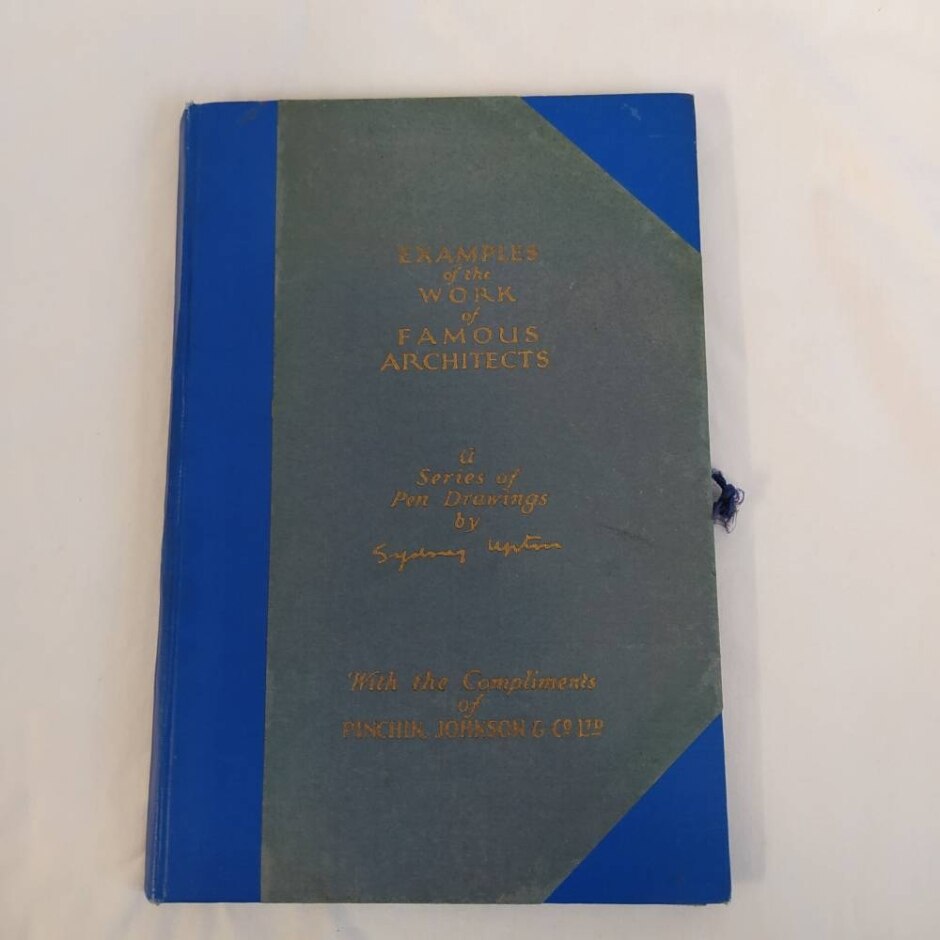 EXAMPLES
of the
WORK
of
FAMOUS
ARCHITECTS
A
Series of
Pen Drawings
by
Sydney Upton
With the Compliments
of
PINCHIN, JOHNSON & Co LTD